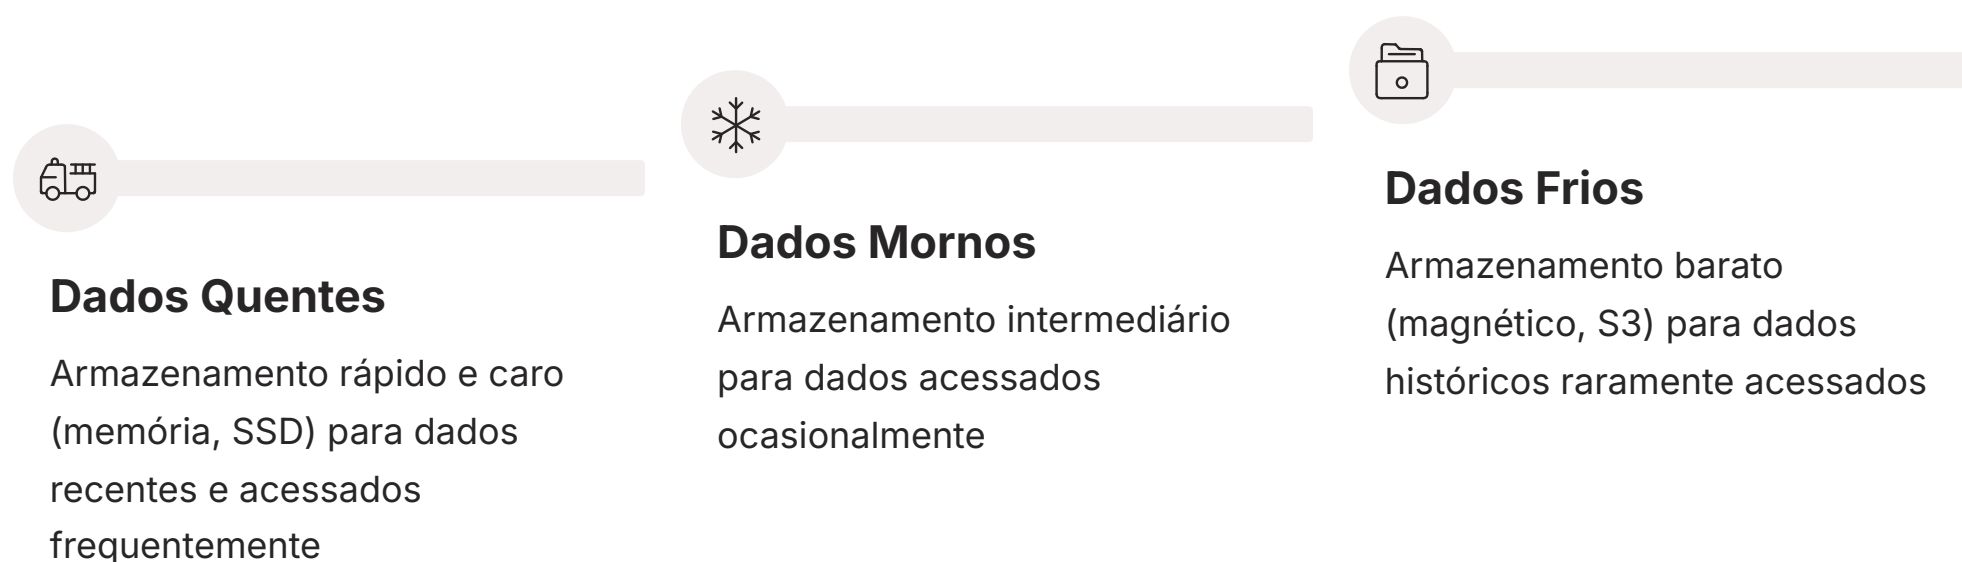 Dados Quentes
Armazenamento rápido e caro
(memória, SSD) para dados
recentes e acessados
frequentemente
Dados Mornos
Armazenamento intermediário
para dados acessados
ocasionalmente
Dados Frios
Armazenamento barato
(magnético, S3) para dados
históricos raramente acessados